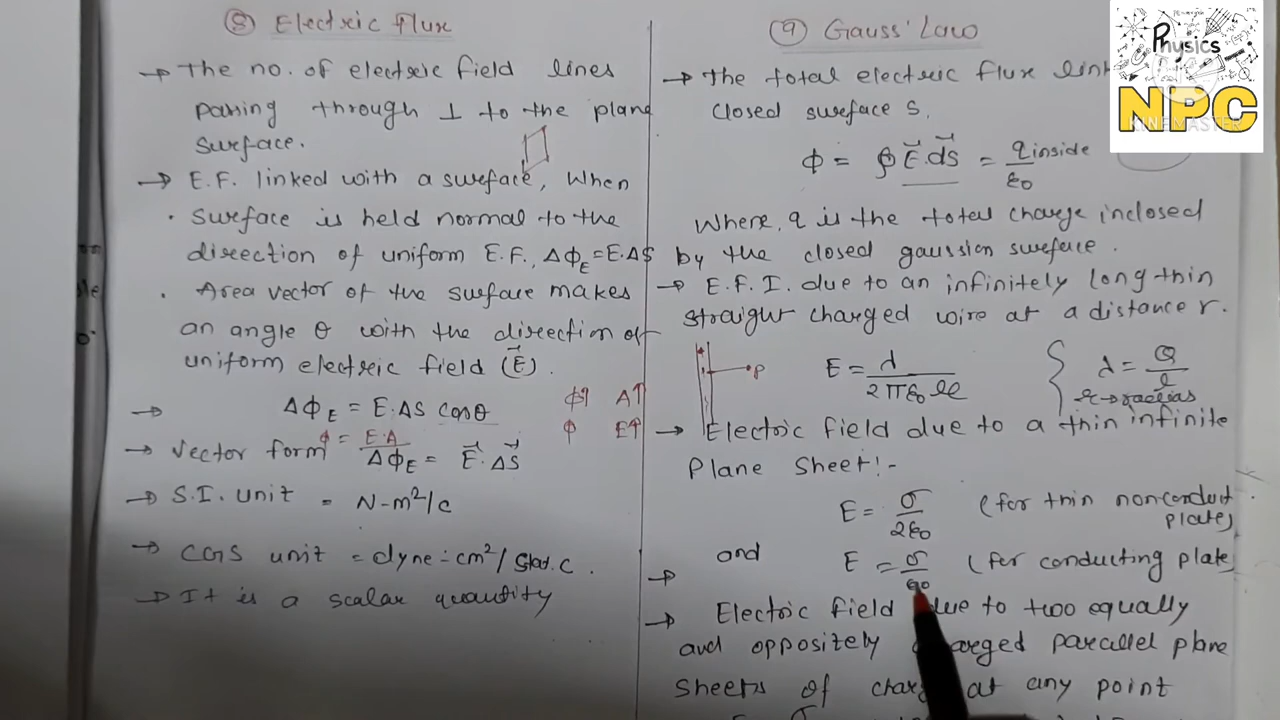 ⑧ Electric Flux
→ The no. of electric field lines
passing through ⊥ to the plane
surface.
→ E.F. linked with a surface, when
. surface is held normal to the
direction of uniform E.F., ΔΦE = E.ΔS
. Area vector of the surface makes
an angle θ with the direction of
uniform electric field (E⃗).
→ ΔΦE = E.ΔS cosθ
ϕ↑ A↑
ϕ E↑
ϕ = E.A
→ Vector form ΔΦE = E⃗.ΔS⃗
→ S.I. unit = N-m²/C
→ CGS unit = dyne-cm²/Stat.C.
→ It is a scalar quantity
⑨ Gauss' Law
→ The total electric flux link
closed surface S,
Φ = ∮E⃗.dS⃗ = q inside / ε0
Where, q is the total charge inclosed
by the closed gaussion surface.
→ E.F.I. due to an infinitely long thin
straight charged wire at a distance r.
P
E = λ / 2πε0 r { λ = Q / l
r → radius
→ Electric field due to a thin infinite
Plane Sheet:-
E = σ / 2ε0 (for thin nonconduct
plate)
→ and E = σ / ε0 (for conducting plate)
→ Electric field due to two equally
and oppositely charged parallel plane
sheets of charge at any point
Physics
NPC
KINEMASTER